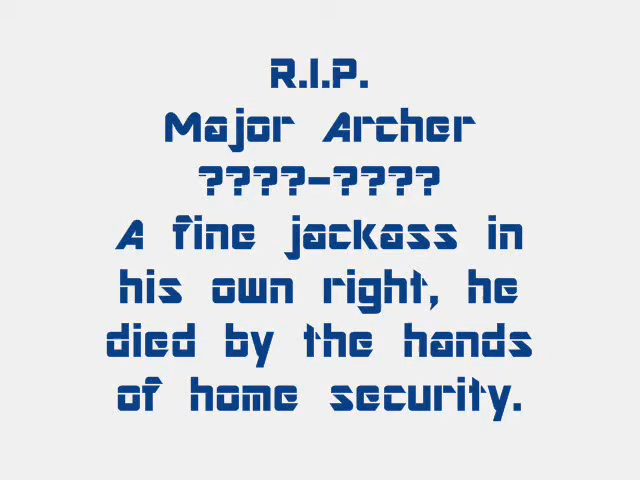 R.I.P.
Major Archer
????-????
A fine jackass in
his own right, he
died by the hands
of home security.